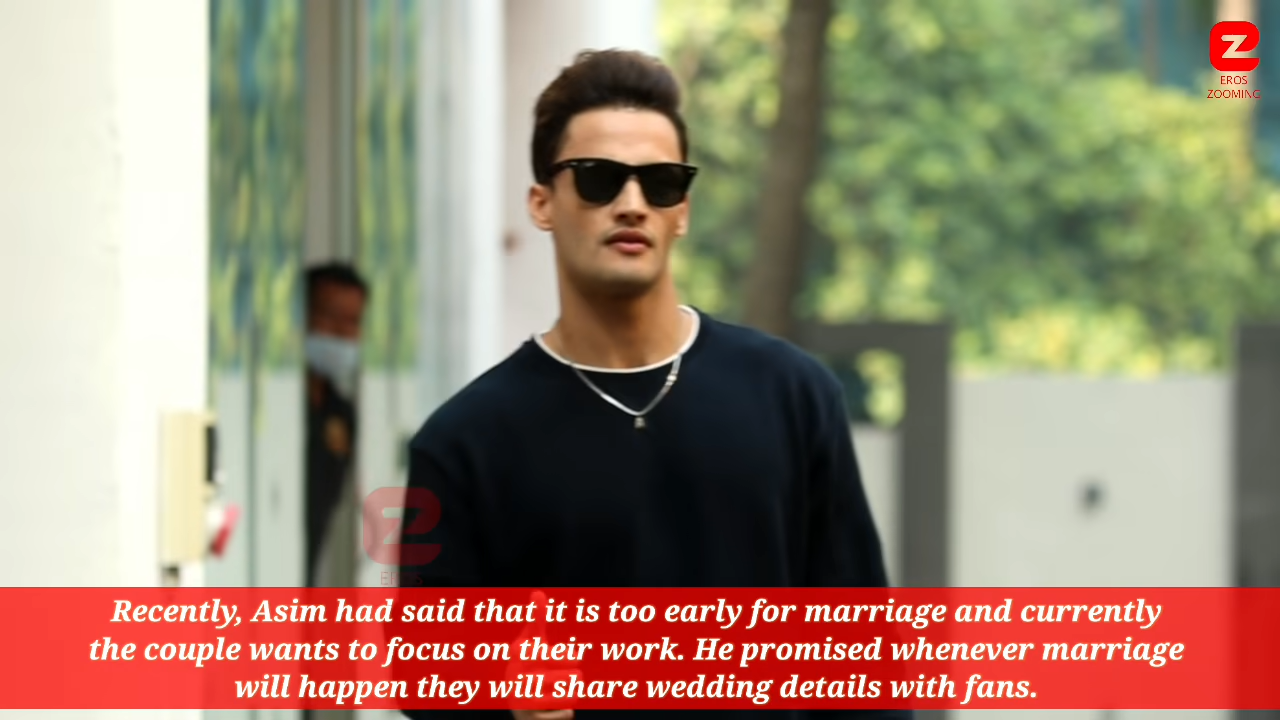 Z
EROS
ZOOMING
Z
EROS
Recently, Asim had said that it is too early for marriage and currently
the couple wants to focus on their work. He promised whenever marriage
will happen they will share wedding details with fans.